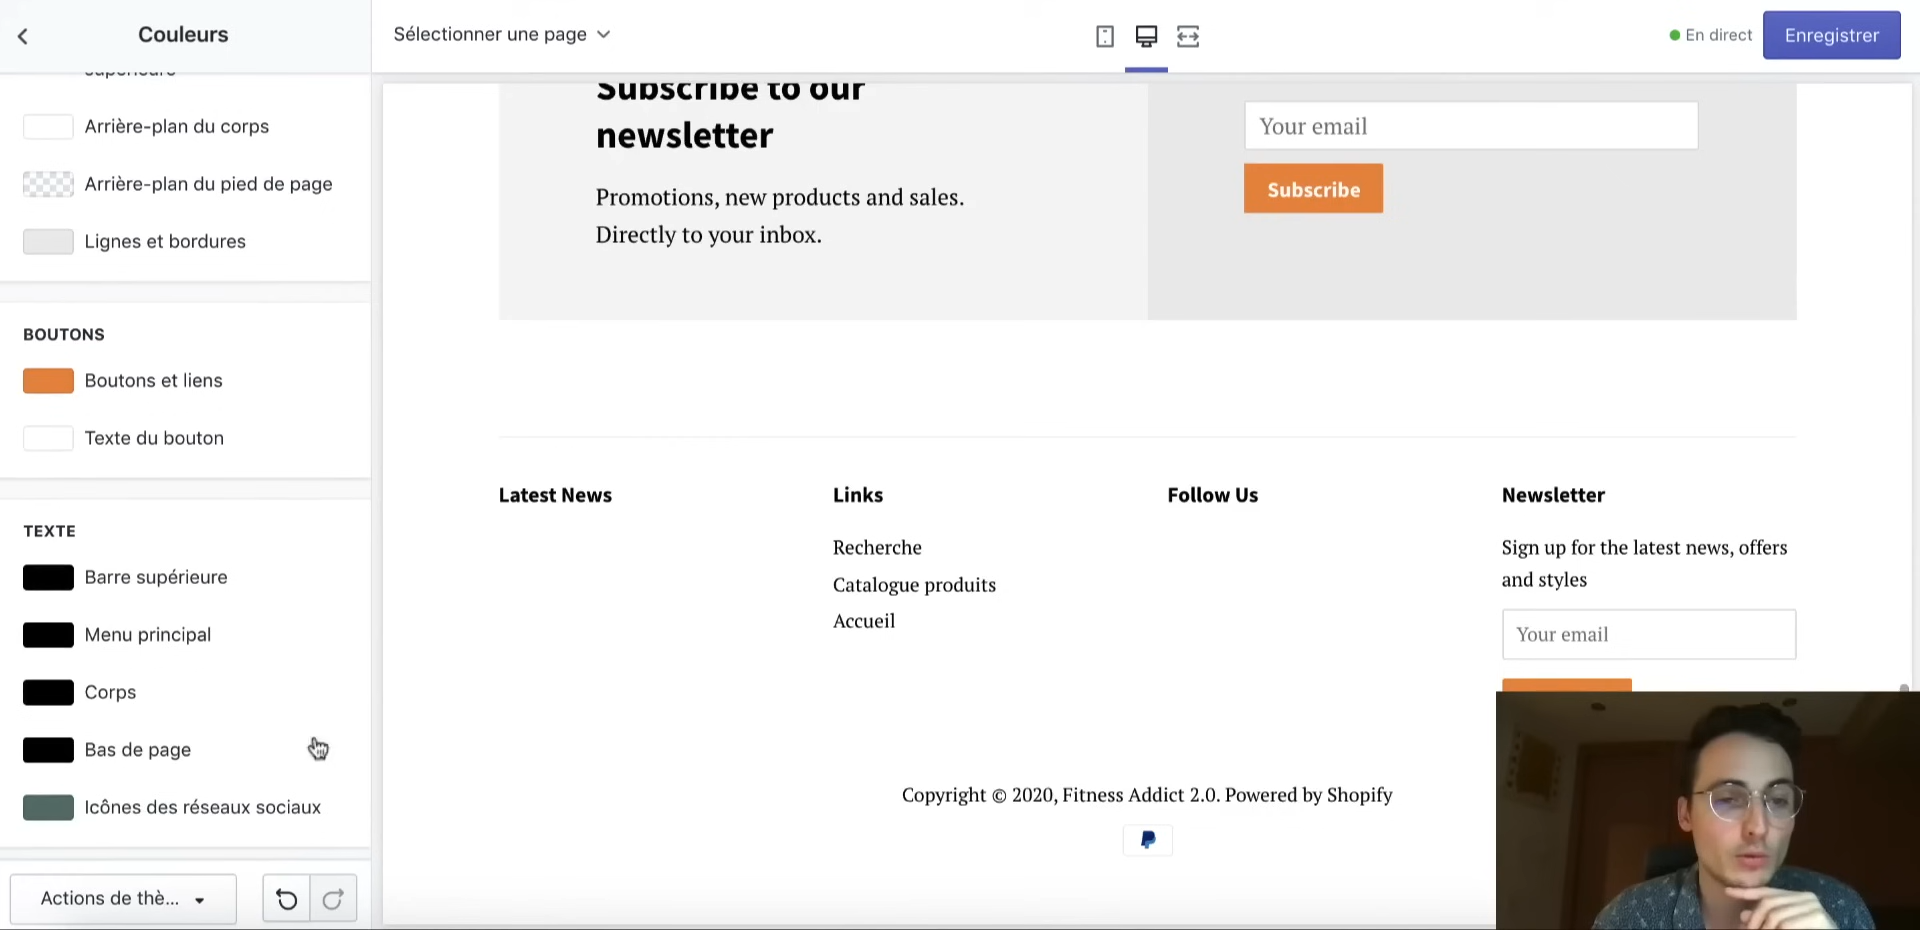 Couleurs
Sélectionner une page
En direct
Enregistrer
supérieure
Arrière-plan du corps
Arrière-plan du pied de page
Lignes et bordures
BOUTONS
Boutons et liens
Texte du bouton
TEXTE
Barre supérieure
Menu principal
Corps
Bas de page
Icônes des réseaux sociaux
Actions de thè...
Subscribe to our
newsletter
Promotions, new products and sales.
Directly to your inbox.
Your email
Subscribe
Latest News
Links
Recherche
Catalogue produits
Accueil
Follow Us
Newsletter
Sign up for the latest news, offers
and styles
Your email
Copyright © 2020, Fitness Addict 2.0. Powered by Shopify